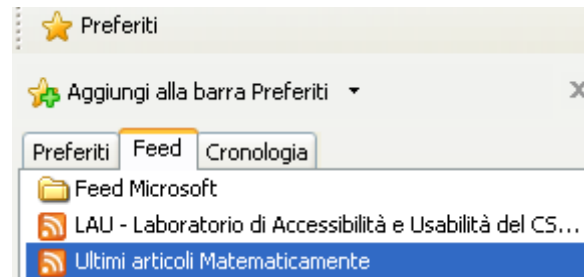 Preferiti
Aggiungi alla barra Preferiti
Preferiti Feed Cronologia
Feed Microsoft
LAU - Laboratorio di Accessibilità e Usabilità del CS...
Ultimi articoli Matematicamente